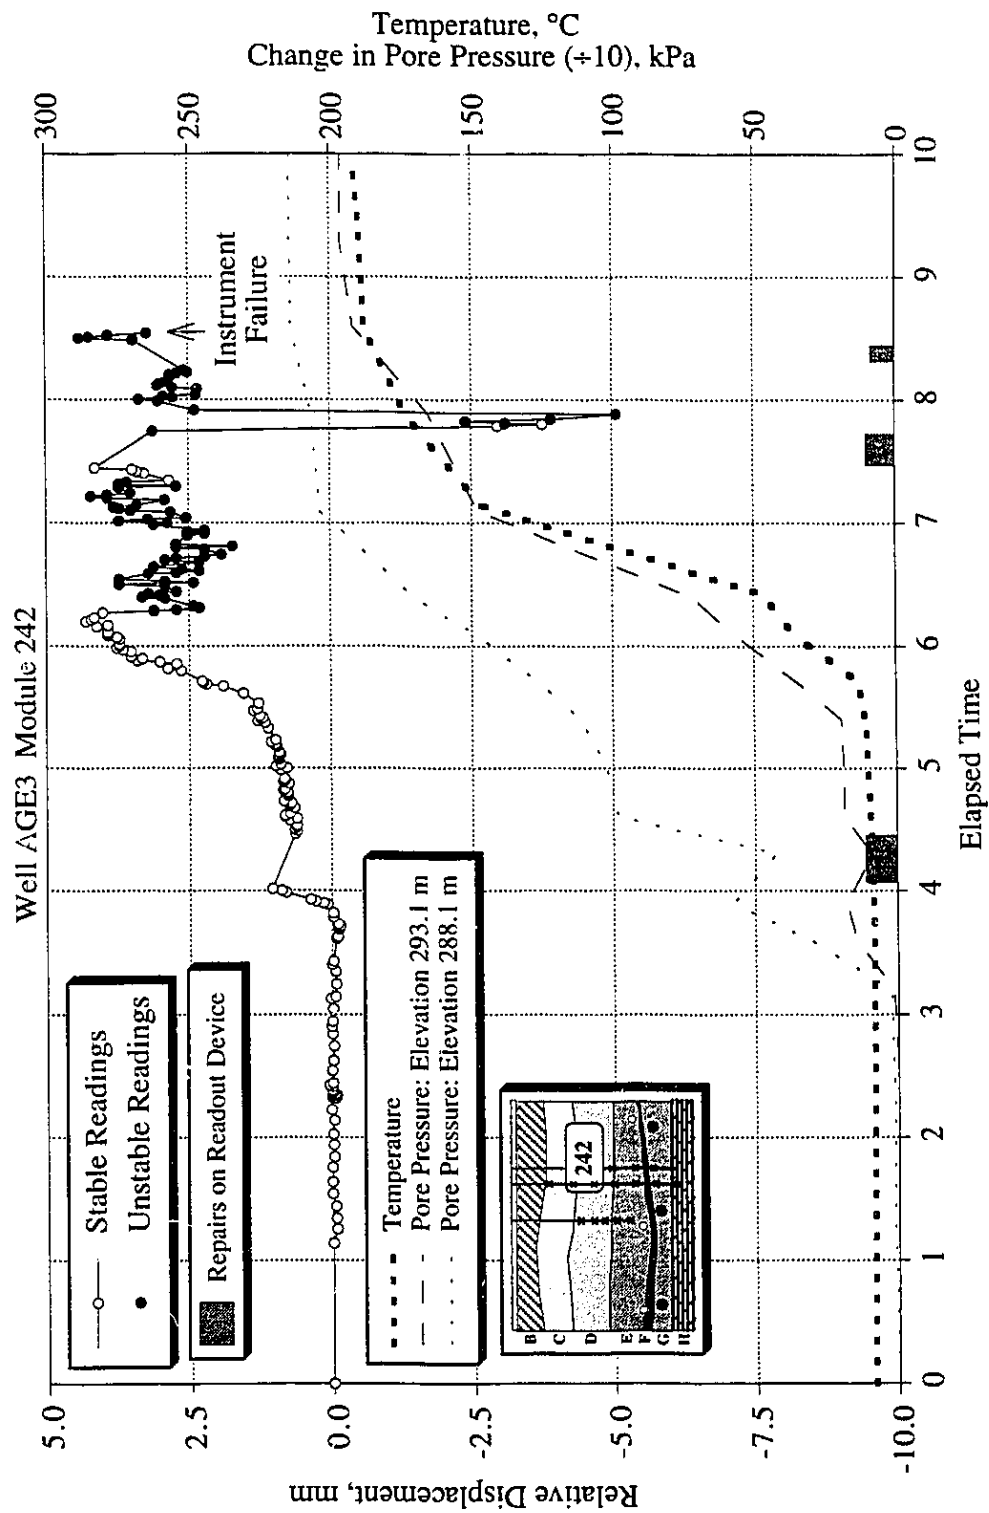 Well AGE3 Module 242
Stable Readings
Unstable Readings
Repairs on Readout Device
Temperature
Pore Pressure: Elevation 293.1 m
Pore Pressure: Elevation 288.1 m
Instrument
Failure
242
B
C
D
E
F
G
H
Relative Displacement, mm
5.0
2.5
0.0
-2.5
-5.0
-7.5
-10.0
Temperature, °C
Change in Pore Pressure (÷10), kPa
300
250
200
150
100
50
0
0
1
2
3
4
5
6
7
8
9
10
Elapsed Time